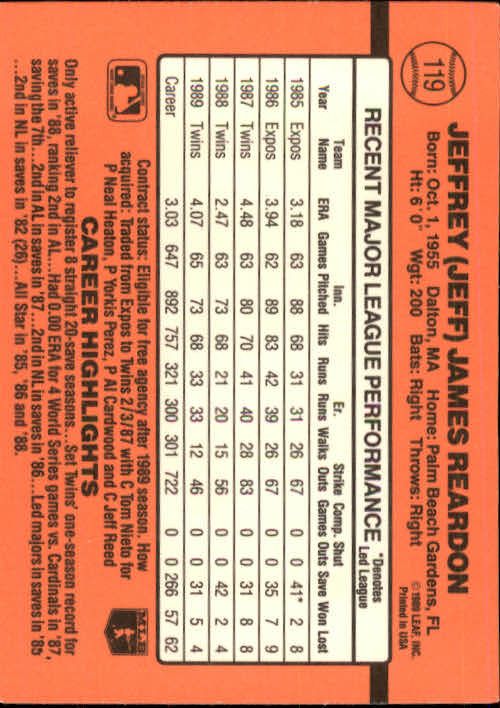 119
JEFFREY (JEFF) JAMES REARDON
Born: Oct. 1, 1955 Dalton, MA Home: Palm Beach Gardens, FL
Ht: 6' 0" Wgt: 200 Bats: Right Throws: Right
© 1989 LEAF, INC.
Printed in USA
RECENT MAJOR LEAGUE PERFORMANCE
*Denotes
Led League
Team Inn. Er. Strike Comp. Shut
Year Name ERA Games Pitched Hits Runs Runs Walks Outs Games Outs Save Won Lost
1985 Expos 3.18 63 88 68 31 31 26 67 0 0 41* 2 8
1986 Expos 3.94 62 89 83 42 39 26 67 0 0 35 7 9
1987 Twins 4.48 63 80 70 41 40 28 83 0 0 31 8 8
1988 Twins 2.47 63 73 68 21 20 15 56 0 0 42 2 4
1989 Twins 4.07 65 73 68 33 33 12 46 0 0 31 5 4
Career 3.03 647 892 757 321 300 301 722 0 0 266 57 62
Contract status: Eligible for free agency after 1989 season. How
acquired: Traded from Expos to Twins 2/3/87 with C Tom Nieto for
P Neal Heaton, P Yorkis Perez, P Al Cardwood and C Jeff Reed
MLB
CAREER HIGHLIGHTS
Only active reliever to register 8 straight 20-save seasons...Set Twins' one-season record for
saves in '88, ranking 2nd in AL...Had 0.00 ERA for 4 World Series games vs. Cardinals in '87,
saving the 7th...2nd in AL in saves in '87...2nd in NL in saves in '86...Led majors in saves in '85
...2nd in NL in saves in '82 (26)...All Star in '85, '86 and '88.